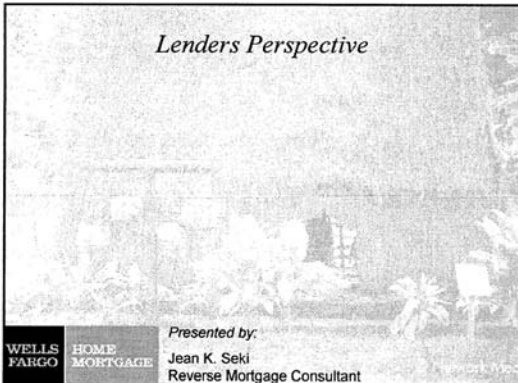 Lenders Perspective
Presented by:
WELLS FARGO
HOME MORTGAGE
Jean K. Seki
Reverse Mortgage Consultant